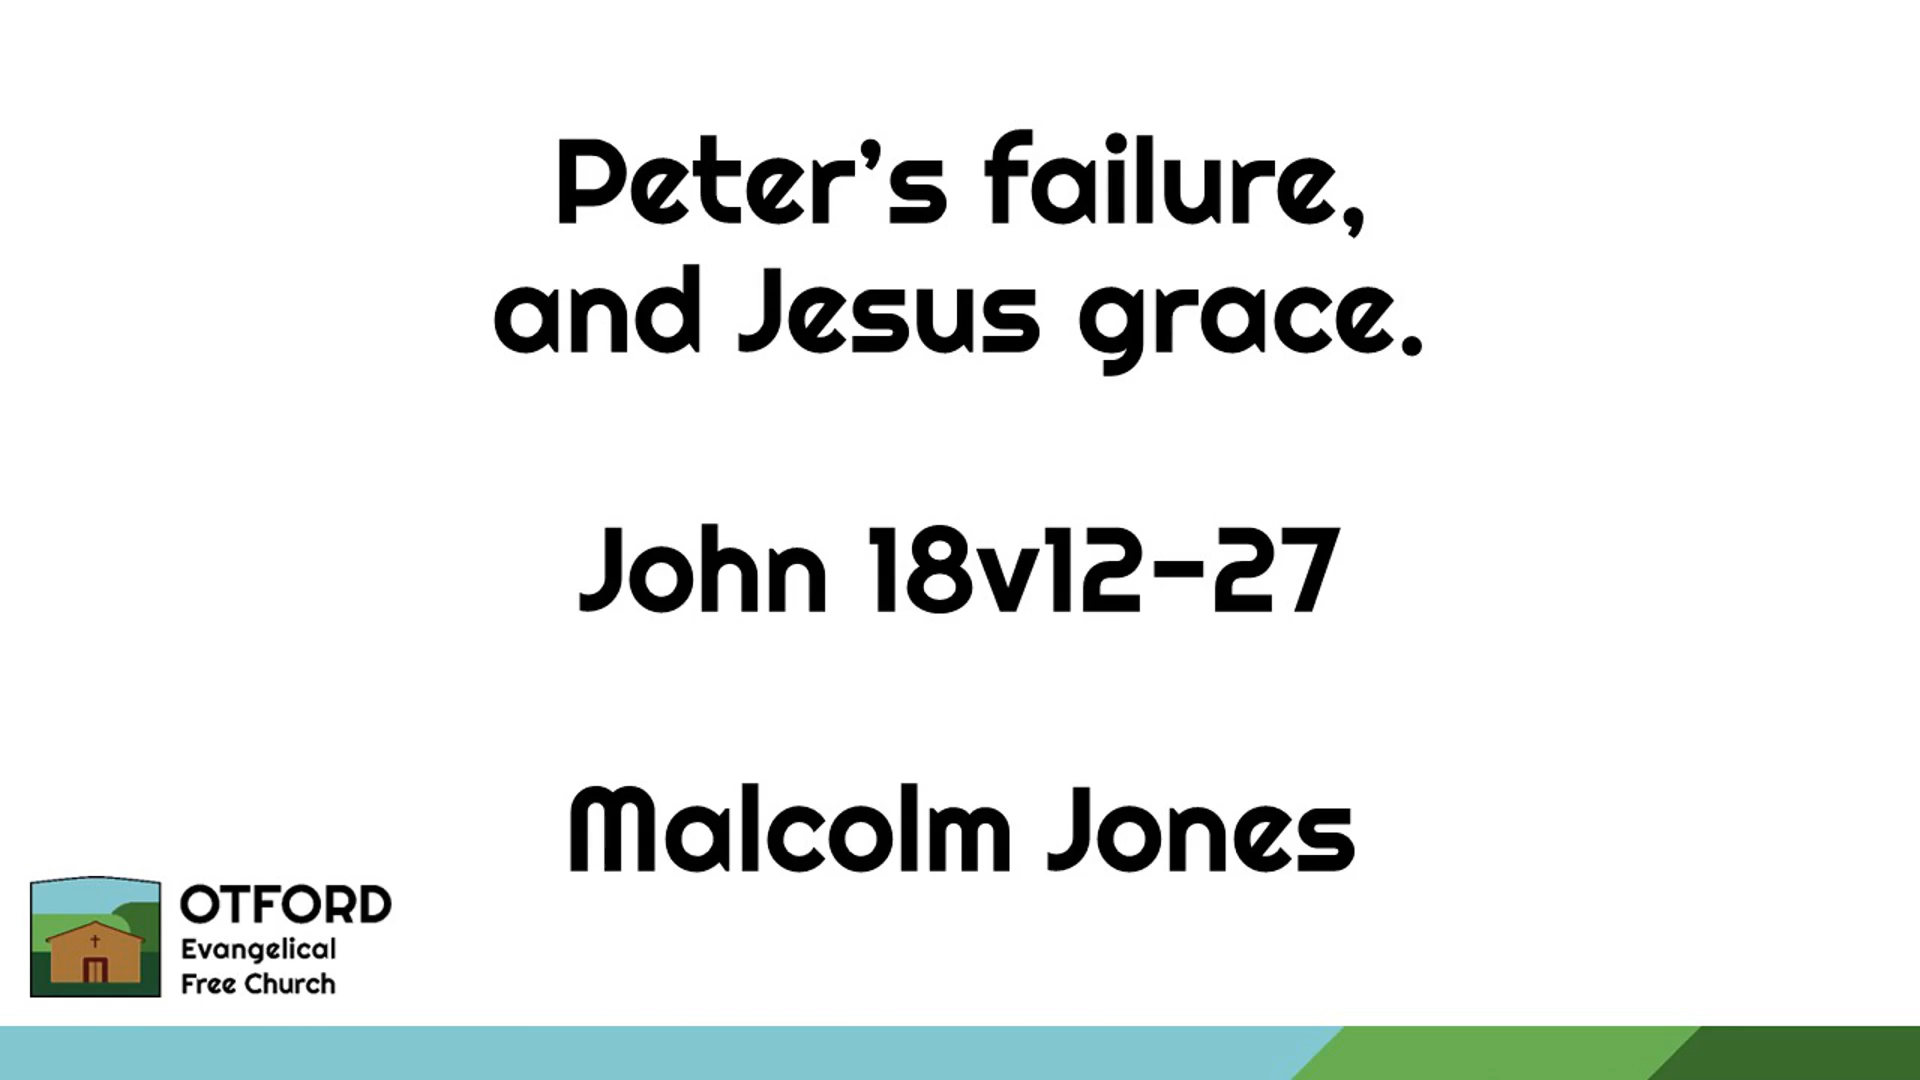 Peter’s failure,
and Jesus grace.
John 18v12-27
Malcolm Jones
OTFORD
Evangelical
Free Church